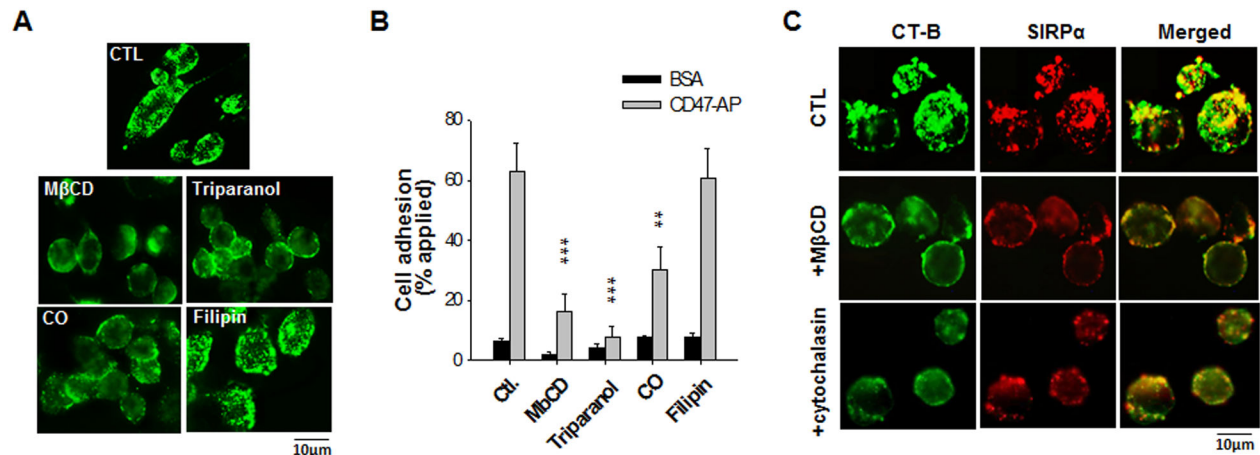 A
CTL
MβCD
Triparanol
CO
Filipin
10μm
B
BSA
CD47-AP
Cell adhesion
(% applied)
80
60
40
20
0
***
***
**
Ctl.
MbCD
Triparanol
CO
Filipin
C
CT-B SIRPα Merged
CTL
+MβCD
+cytochalasin
10μm